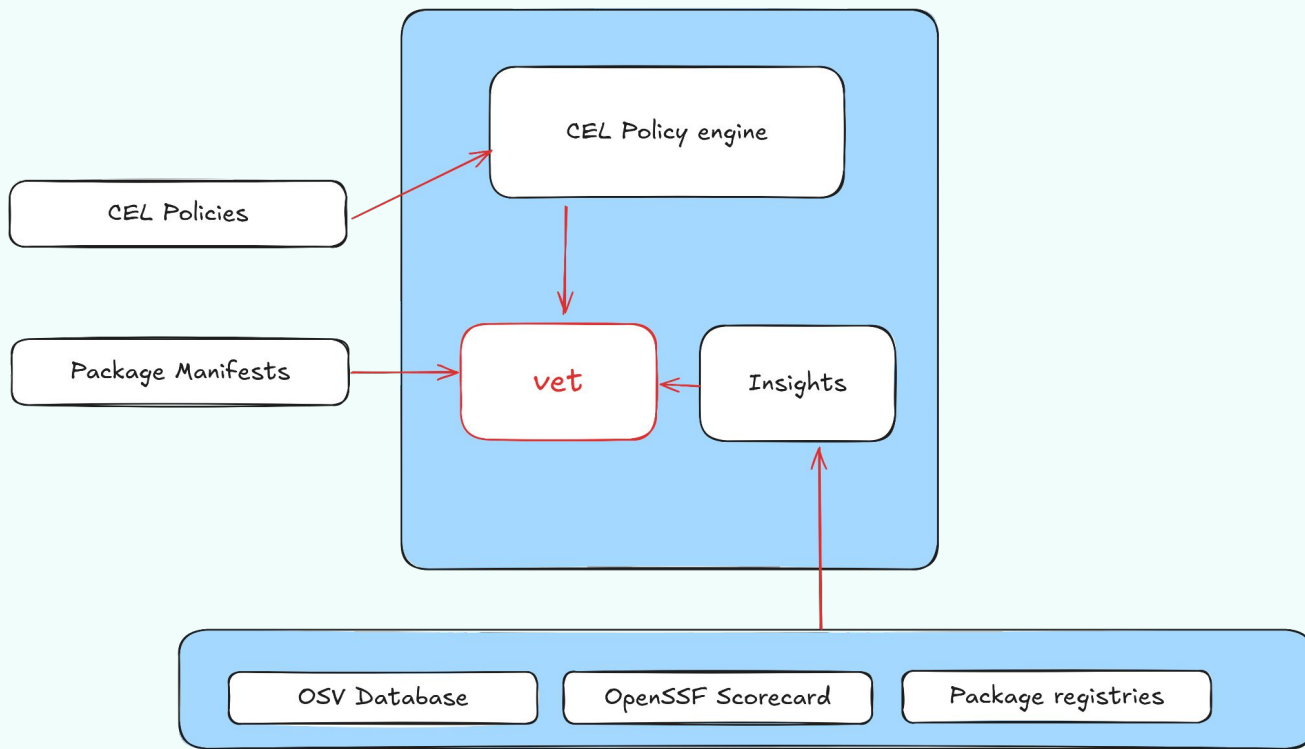 CEL Policy engine
CEL Policies
Package Manifests
vet
Insights
OSV Database
OpenSSF Scorecard
Package registries